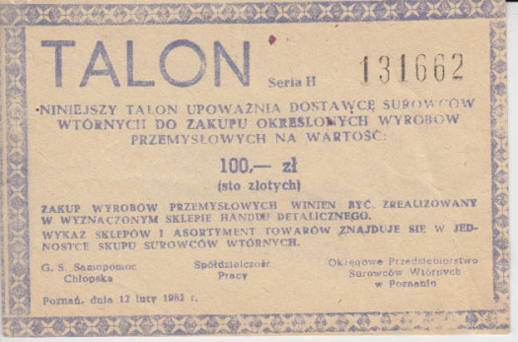 TALON Seria H 131662
NINIEJSZY TALON UPOWAŻNIA DOSTAWCĘ SUROWCÓW
WTÓRNYCH DO ZAKUPU OKREŚLONYCH WYROBÓW
PRZEMYSŁOWYCH NA WARTOŚĆ:
100,— zł
(sto złotych)
ZAKUP WYROBÓW PRZEMYSŁOWYCH WINIEN BYĆ ZREALIZOWANY
W WYZNACZONYM SKLEPIE HANDLU DETALICZNEGO.
WYKAZ SKLEPÓW I ASORTYMENT TOWARÓW ZNAJDUJE SIĘ W JED-
NOSTCE SKUPU SUROWCÓW WTÓRNYCH.
G. S. Samopomoc
Chłopska
Spółdzielczość
Pracy
Okręgowe Przedsiębiorstwo
Surowców Wtórnych
w Poznaniu
Poznań, dnia 12 luty 1982 r.